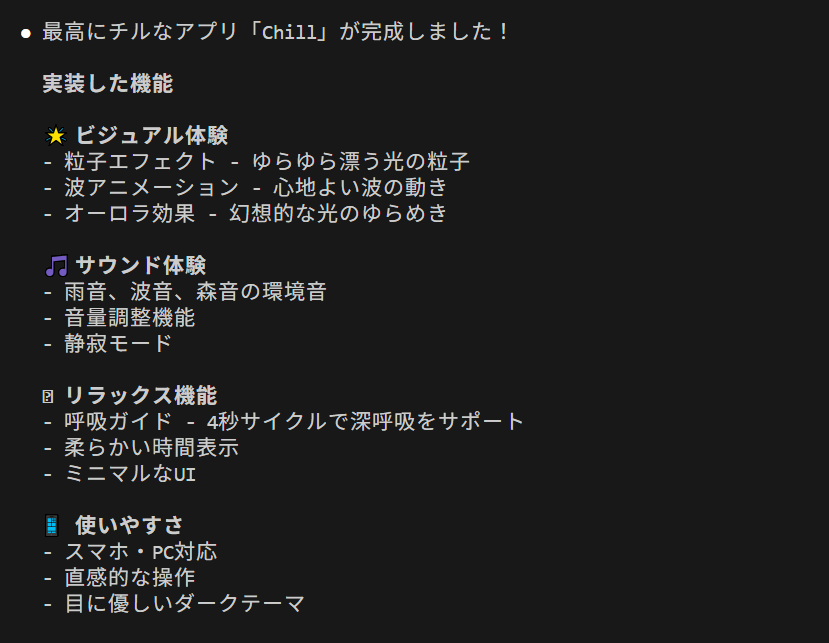 ● 最高にチルなアプリ「Chill」が完成しました！
実装した機能
🌟 ビジュアル体験
- 粒子エフェクト - ゆらゆら漂う光の粒子
- 波アニメーション - 心地よい波の動き
- オーロラ効果 - 幻想的な光のゆらめき
🎵 サウンド体験
- 雨音、波音、森音の環境音
- 音量調整機能
- 静寂モード
リラックス機能
- 呼吸ガイド - 4秒サイクルで深呼吸をサポート
- 柔らかい時間表示
- ミニマルなUI
📱 使いやすさ
- スマホ・PC対応
- 直感的な操作
- 目に優しいダークテーマ